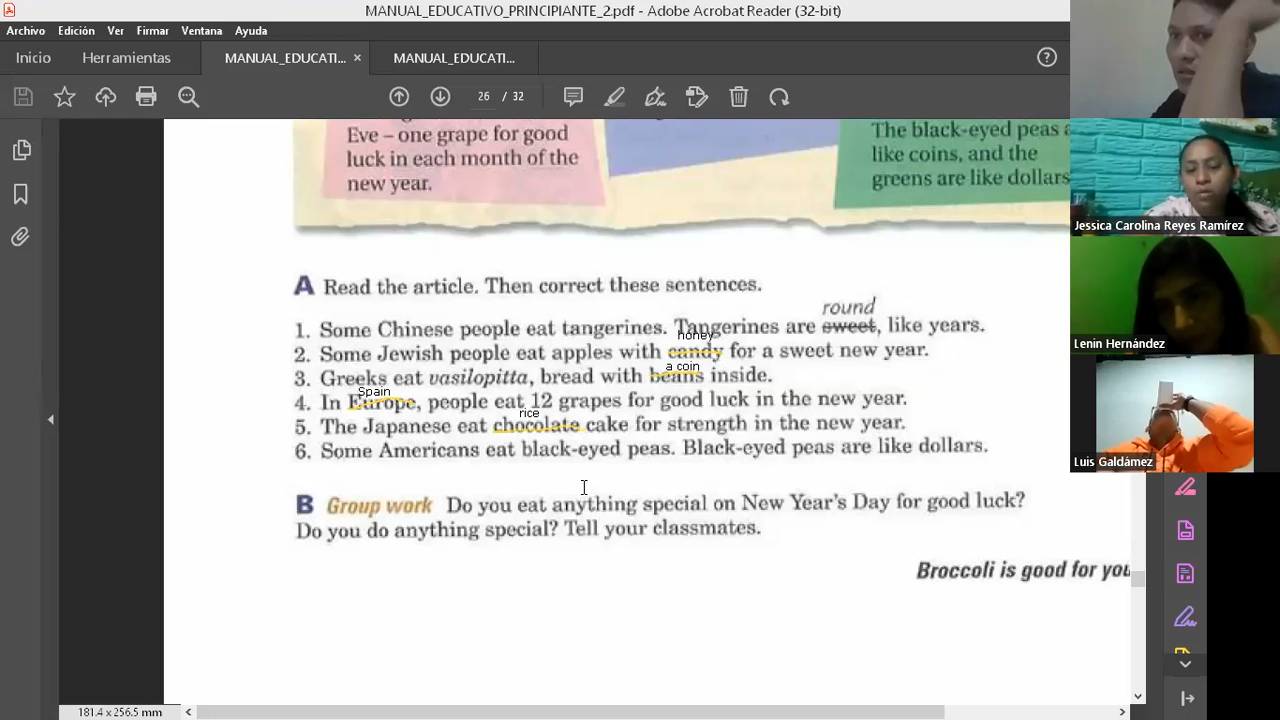 MANUAL_EDUCATIVO_PRINCIPIANTE_2.pdf - Adobe Acrobat Reader (32-bit)
Archivo Edición Ver Firmar Ventana Ayuda
Inicio Herramientas MANUAL_EDUCATI... × MANUAL_EDUCATI...
26 / 32
Eve – one grape for good
luck in each month of the
new year.
The black-eyed peas
like coins, and the
greens are like dollars
Jessica Carolina Reyes Ramírez
Lenin Hernández
Luis Galdámez
A Read the article. Then correct these sentences.
round
1. Some Chinese people eat tangerines. Tangerines are sweet, like years.
honey
2. Some Jewish people eat apples with candy for a sweet new year.
a coin
3. Greeks eat vasilopitta, bread with beans inside.
Spain
4. In Europe, people eat 12 grapes for good luck in the new year.
rice
5. The Japanese eat chocolate cake for strength in the new year.
6. Some Americans eat black-eyed peas. Black-eyed peas are like dollars.
B Group work Do you eat anything special on New Year's Day for good luck?
Do you do anything special? Tell your classmates.
Broccoli is good for you
181.4 x 256.5 mm